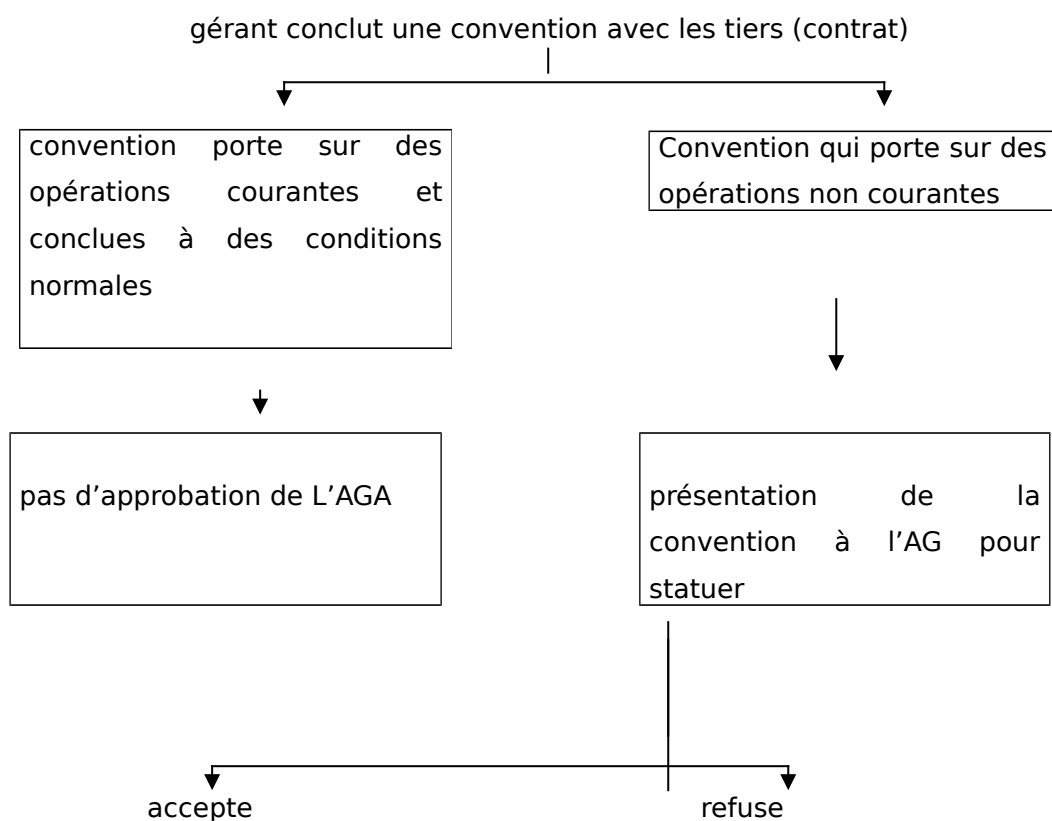 gérant conclut une convention avec les tiers (contrat)
convention porte sur des
opérations courantes et
conclues à des conditions
normales
Convention qui porte sur des
opérations non courantes
pas d’approbation de L’AGA
présentation de la
convention à l’AG pour
statuer
accepte
refuse